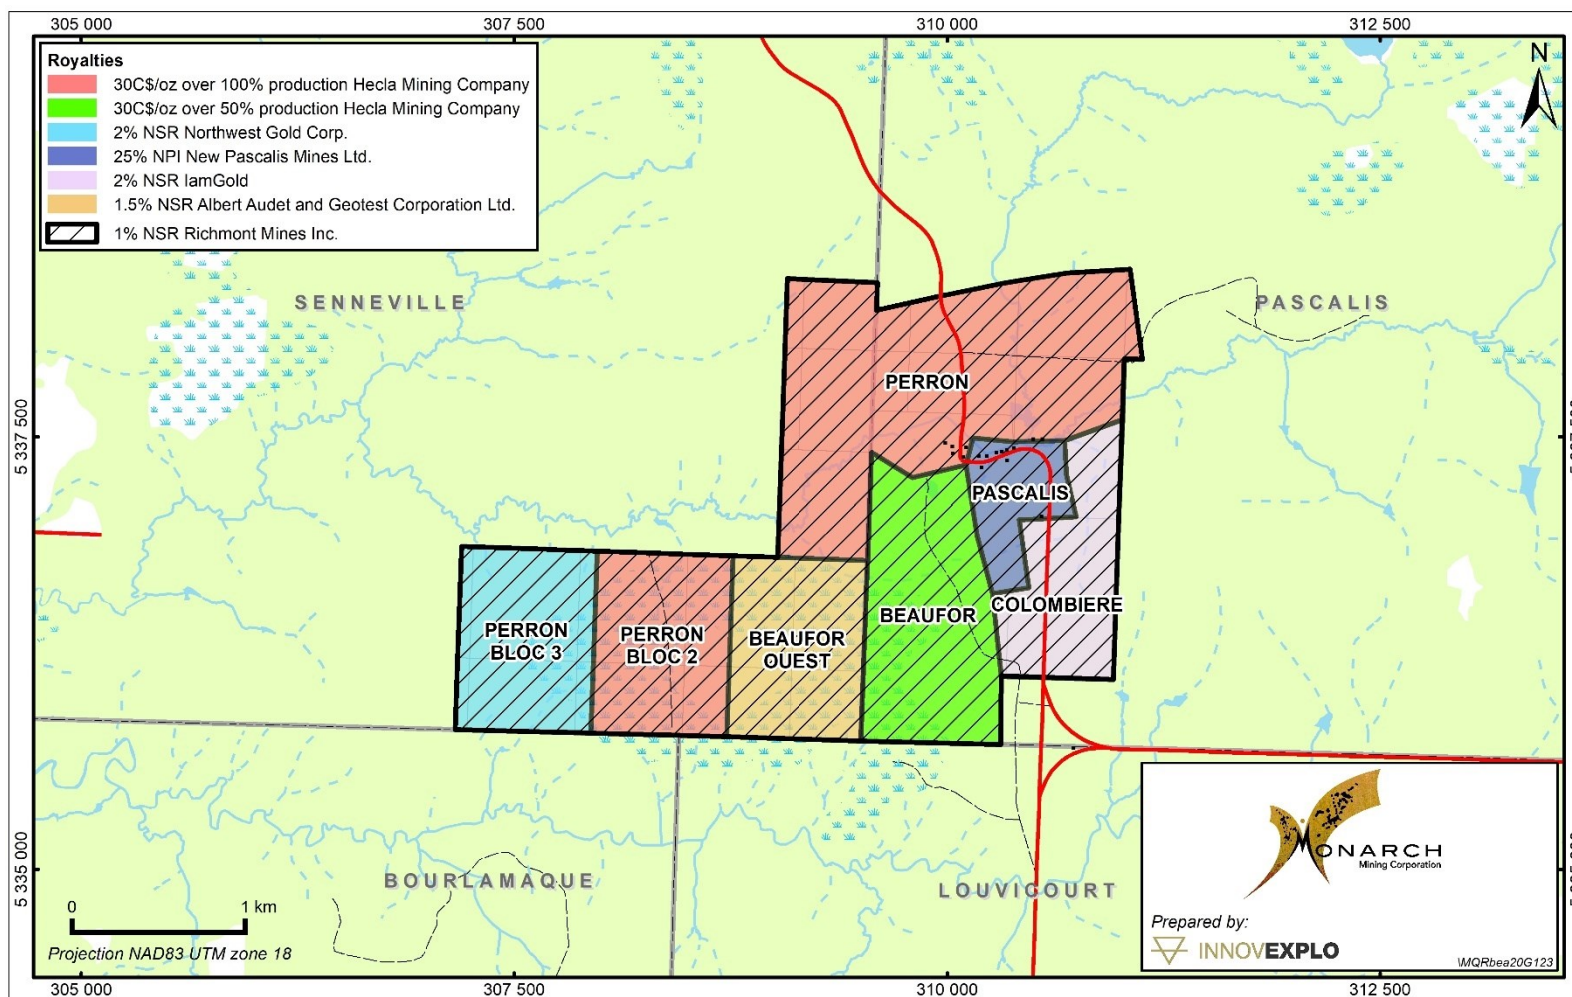 305 000
307 500
310 000
312 500
Royalties
30C$/oz over 100% production Hecla Mining Company
30C$/oz over 50% production Hecla Mining Company
2% NSR Northwest Gold Corp.
25% NPI New Pascalis Mines Ltd.
2% NSR IamGold
1.5% NSR Albert Audet and Geotest Corporation Ltd.
1% NSR Richmont Mines Inc.
N
SENNEVILLE
PASCALIS
PERRON
5 337 500
PASCALIS
COLOMBIERE
BEAUFOR
PERRON
BLOC 3
PERRON
BLOC 2
BEAUFOR
OUEST
5 335 000
BOURLAMAQUE
LOUVICOURT
0
1 km
Projection NAD83 UTM zone 18
MONARCH
Mining Corporation
Prepared by:
INNOVEXPLO
\MQRbea20G123
305 000
307 500
310 000
312 500